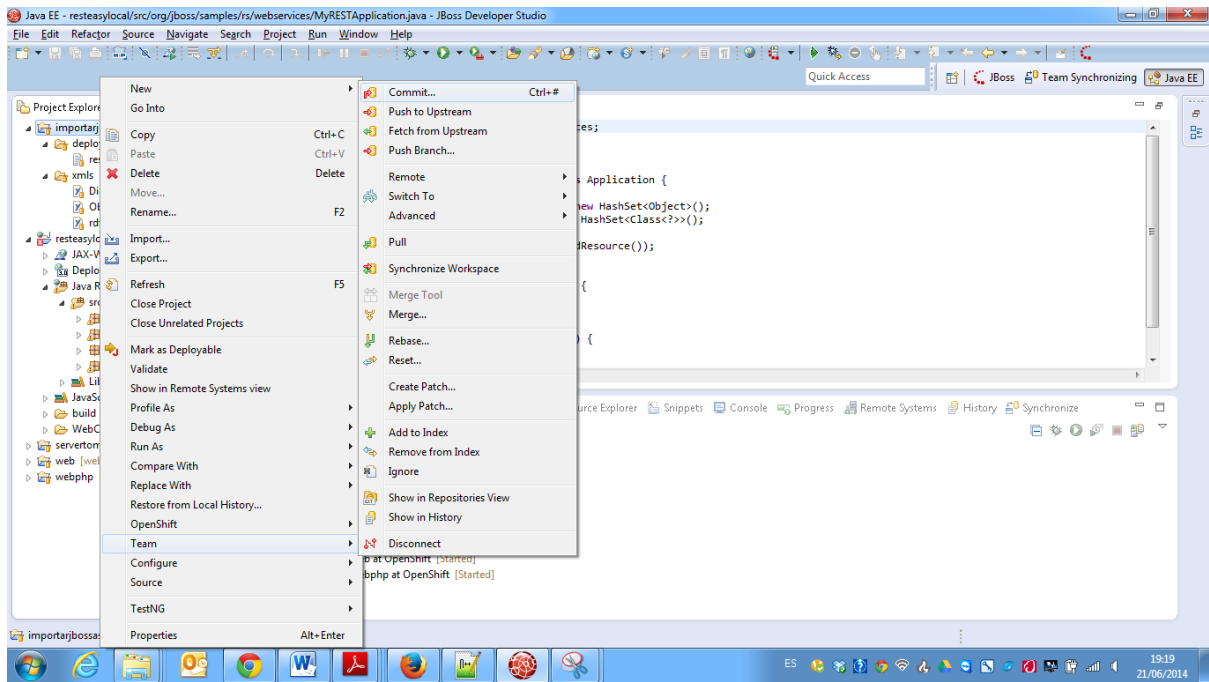 Java EE - resteasylocal/src/org/jboss/samples/rs/webservices/MyRESTApplication.java - JBoss Developer Studio
File Edit Refactor Source Navigate Search Project Run Window Help
Quick Access
JBoss
Team Synchronizing
Java EE
Project Explore
importarj
deplo
re
xmls
Di
Ob
rd
resteasylo
JAX-W
Deplo
Java R
src
Lib
JavaSc
build
WebC
servertom
web [wel
webphp
New
Go Into
Copy Ctrl+C
Paste Ctrl+V
Delete Delete
Move...
Rename... F2
Import...
Export...
Refresh F5
Close Project
Close Unrelated Projects
Mark as Deployable
Validate
Show in Remote Systems view
Profile As
Debug As
Run As
Compare With
Replace With
Restore from Local History...
OpenShift
Team
Configure
Source
TestNG
Properties Alt+Enter
Commit... Ctrl+#
Push to Upstream
Fetch from Upstream
Push Branch...
Remote
Switch To
Advanced
Pull
Synchronize Workspace
Merge Tool
Merge...
Rebase...
Reset...
Create Patch...
Apply Patch...
Add to Index
Remove from Index
Ignore
Show in Repositories View
Show in History
Disconnect
ces;
s Application {
new HashSet<Object>();
HashSet<Class<?>>();
dResource());
{
) {
urce Explorer Snippets Console Progress Remote Systems History Synchronize
b at OpenShift [Started]
bphp at OpenShift [Started]
importarjbossas
ES
19:19
21/06/2014